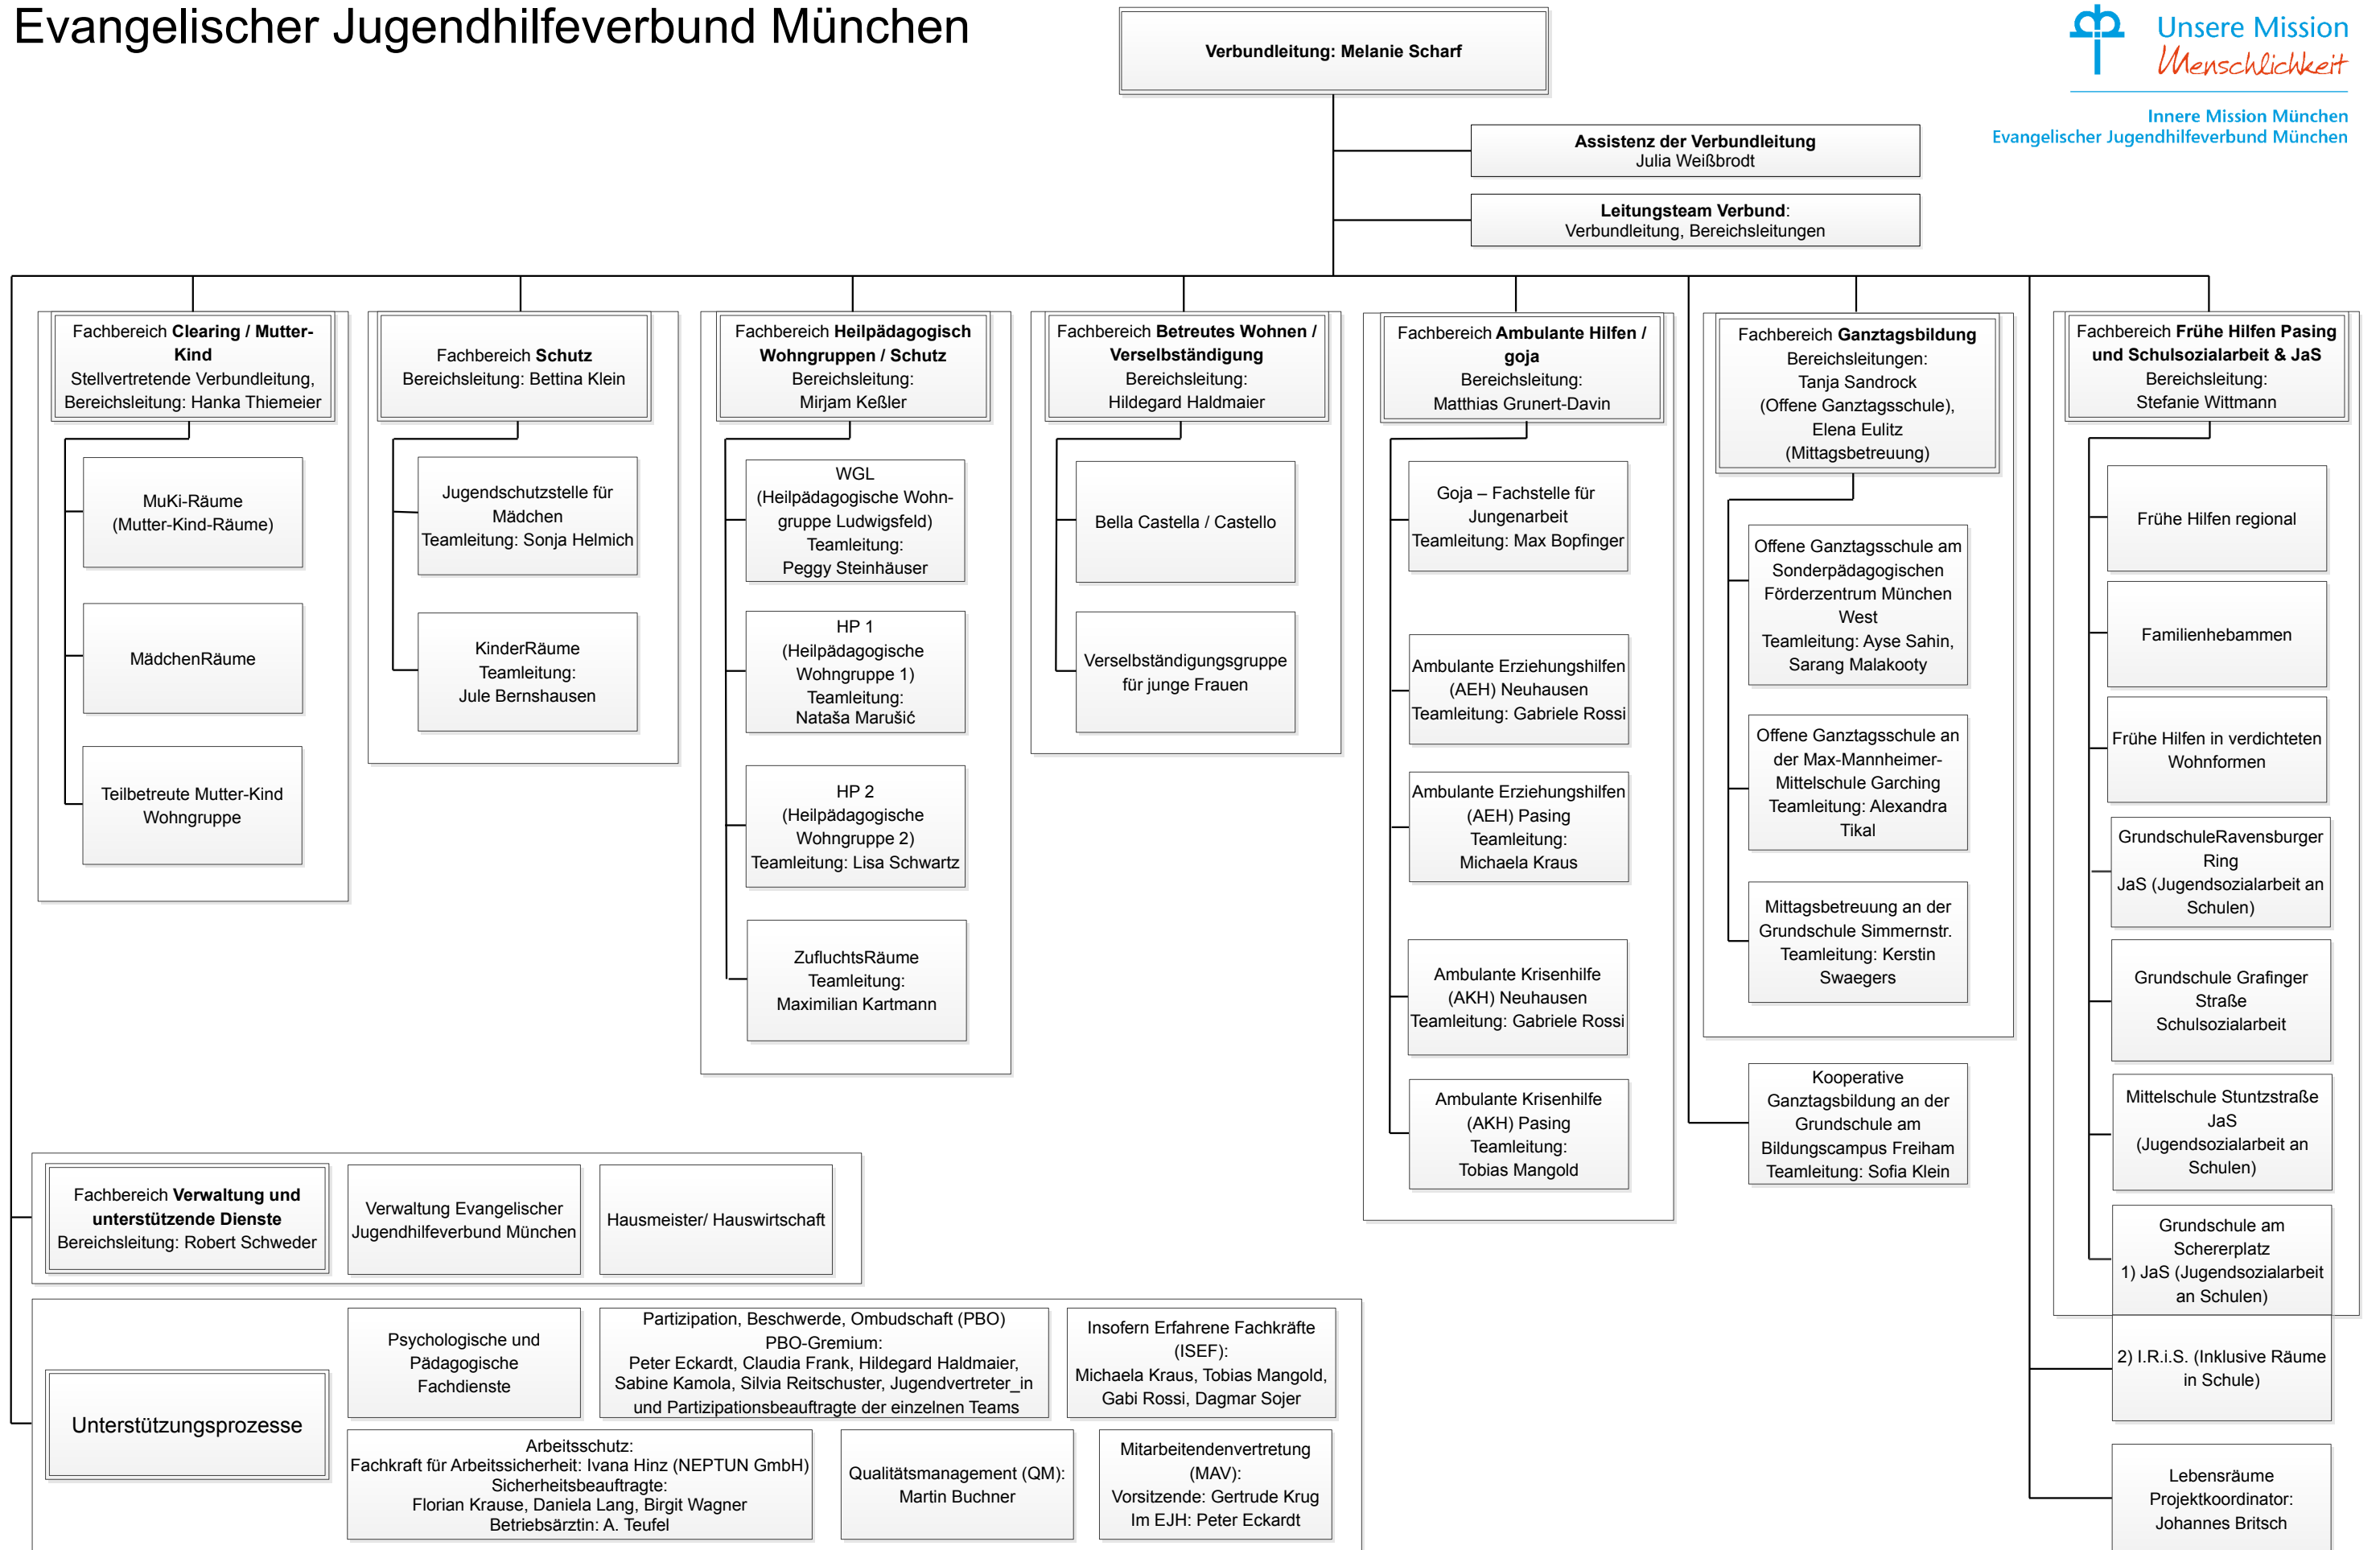 Evangelischer Jugendhilfeverbund München
Verbundleitung: Melanie Scharf
Unsere Mission
Menschlichkeit
Innere Mission München
Evangelischer Jugendhilfeverbund München
Assistenz der Verbundleitung
Julia Weißbrodt
Leitungsteam Verbund:
Verbundleitung, Bereichsleitungen
Fachbereich Clearing / Mutter-
Kind
Stellvertretende Verbundleitung,
Bereichsleitung: Hanka Thiemeier
MuKi-Räume
(Mutter-Kind-Räume)
MädchenRäume
Teilbetreute Mutter-Kind
Wohngruppe
Fachbereich Schutz
Bereichsleitung: Bettina Klein
Jugendschutzstelle für
Mädchen
Teamleitung: Sonja Helmich
KinderRäume
Teamleitung:
Jule Bernshausen
Fachbereich Heilpädagogisch
Wohngruppen / Schutz
Bereichsleitung:
Mirjam Keßler
WGL
(Heilpädagogische Wohn-
gruppe Ludwigsfeld)
Teamleitung:
Peggy Steinhäuser
HP 1
(Heilpädagogische
Wohngruppe 1)
Teamleitung:
Nataša Marušić
HP 2
(Heilpädagogische
Wohngruppe 2)
Teamleitung: Lisa Schwartz
ZufluchtsRäume
Teamleitung:
Maximilian Kartmann
Fachbereich Betreutes Wohnen /
Verselbständigung
Bereichsleitung:
Hildegard Haldmaier
Bella Castella / Castello
Verselbständigungsgruppe
für junge Frauen
Fachbereich Ambulante Hilfen /
goja
Bereichsleitung:
Matthias Grunert-Davin
Goja – Fachstelle für
Jungenarbeit
Teamleitung: Max Bopfinger
Ambulante Erziehungshilfen
(AEH) Neuhausen
Teamleitung: Gabriele Rossi
Ambulante Erziehungshilfen
(AEH) Pasing
Teamleitung:
Michaela Kraus
Ambulante Krisenhilfe
(AKH) Neuhausen
Teamleitung: Gabriele Rossi
Ambulante Krisenhilfe
(AKH) Pasing
Teamleitung:
Tobias Mangold
Fachbereich Ganztagsbildung
Bereichsleitungen:
Tanja Sandrock
(Offene Ganztagsschule),
Elena Eulitz
(Mittagsbetreuung)
Offene Ganztagsschule am
Sonderpädagogischen
Förderzentrum München
West
Teamleitung: Ayse Sahin,
Sarang Malakooty
Offene Ganztagsschule an
der Max-Mannheimer-
Mittelschule Garching
Teamleitung: Alexandra
Tikal
Mittagsbetreuung an der
Grundschule Simmernstr.
Teamleitung: Kerstin
Swaegers
Kooperative
Ganztagsbildung an der
Grundschule am
Bildungscampus Freiham
Teamleitung: Sofia Klein
Fachbereich Frühe Hilfen Pasing
und Schulsozialarbeit & JaS
Bereichsleitung:
Stefanie Wittmann
Frühe Hilfen regional
Familienhebammen
Frühe Hilfen in verdichteten
Wohnformen
GrundschuleRavensburger
Ring
JaS (Jugendsozialarbeit an
Schulen)
Grundschule Grafinger
Straße
Schulsozialarbeit
Mittelschule Stuntzstraße
JaS
(Jugendsozialarbeit an
Schulen)
Grundschule am
Schererplatz
1) JaS (Jugendsozialarbeit
an Schulen)
2) I.R.i.S. (Inklusive Räume
in Schule)
Lebensräume
Projektkoordinator:
Johannes Britsch
Fachbereich Verwaltung und
unterstützende Dienste
Bereichsleitung: Robert Schweder
Verwaltung Evangelischer
Jugendhilfeverbund München
Hausmeister/ Hauswirtschaft
Unterstützungsprozesse
Psychologische und
Pädagogische
Fachdienste
Partizipation, Beschwerde, Ombudschaft (PBO)
PBO-Gremium:
Peter Eckardt, Claudia Frank, Hildegard Haldmaier,
Sabine Kamola, Silvia Reitschuster, Jugendvertreter_in
und Partizipationsbeauftragte der einzelnen Teams
Insofern Erfahrene Fachkräfte
(ISEF):
Michaela Kraus, Tobias Mangold,
Gabi Rossi, Dagmar Sojer
Arbeitsschutz:
Fachkraft für Arbeitssicherheit: Ivana Hinz (NEPTUN GmbH)
Sicherheitsbeauftragte:
Florian Krause, Daniela Lang, Birgit Wagner
Betriebsärztin: A. Teufel
Qualitätsmanagement (QM):
Martin Buchner
Mitarbeitendenvertretung
(MAV):
Vorsitzende: Gertrude Krug
Im EJH: Peter Eckardt